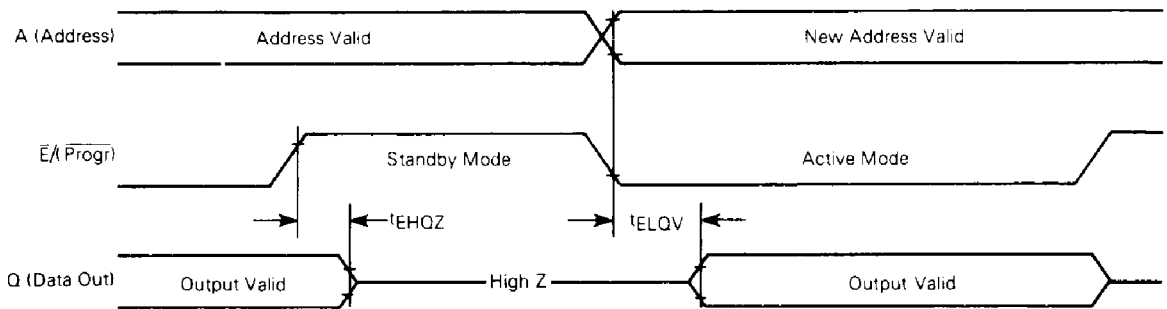 A (Address)
Address Valid
New Address Valid
E̅/(P̅r̅o̅g̅r̅)
Standby Mode
Active Mode
tEHQZ
tELQV
Q (Data Out)
Output Valid
High Z
Output Valid